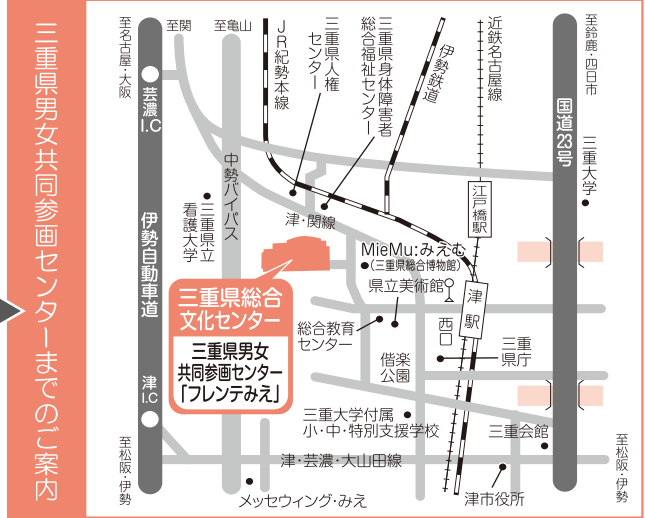 三重県男女共同参画センターまでのご案内
至名古屋・大阪
至関
至亀山
JR紀勢本線
三重県人権
センター
三重県身体障害者
総合福祉センター
伊勢鉄道
近鉄名古屋線
至鈴鹿・四日市
芸濃
I.C
国道23号
三重大学
中勢バイパス
三重県立
看護大学
津・関線
江戸橋駅
伊勢自動車道
MieMu:みえむ
(三重県総合博物館)
県立美術館
津駅
西口
三重県総合
文化センター
三重県男女
共同参画センター
「フレンテみえ」
総合教育
センター
偕楽
公園
三重
県庁
津
I.C
三重大学付属
小・中・特別支援学校
三重会館
至松阪・伊勢
津・芸濃・大山田線
至松阪・伊勢
メッセウィング・みえ
津市役所